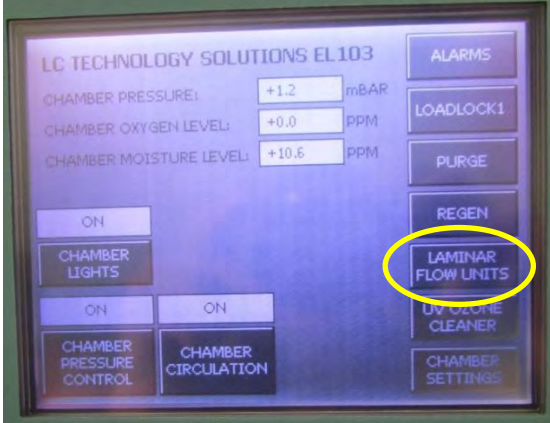 LC TECHNOLOGY SOLUTIONS EL103
CHAMBER PRESSURE: +1.2 mBAR
CHAMBER OXYGEN LEVEL: +0.0 PPM
CHAMBER MOISTURE LEVEL: +10.6 PPM
ON
CHAMBER
LIGHTS
ON
CHAMBER
PRESSURE
CONTROL
ON
CHAMBER
CIRCULATION
ALARMS
LOADLOCK1
PURGE
REGEN
LAMINAR
FLOW UNITS
UV OZONE
CLEANER
CHAMBER
SETTINGS